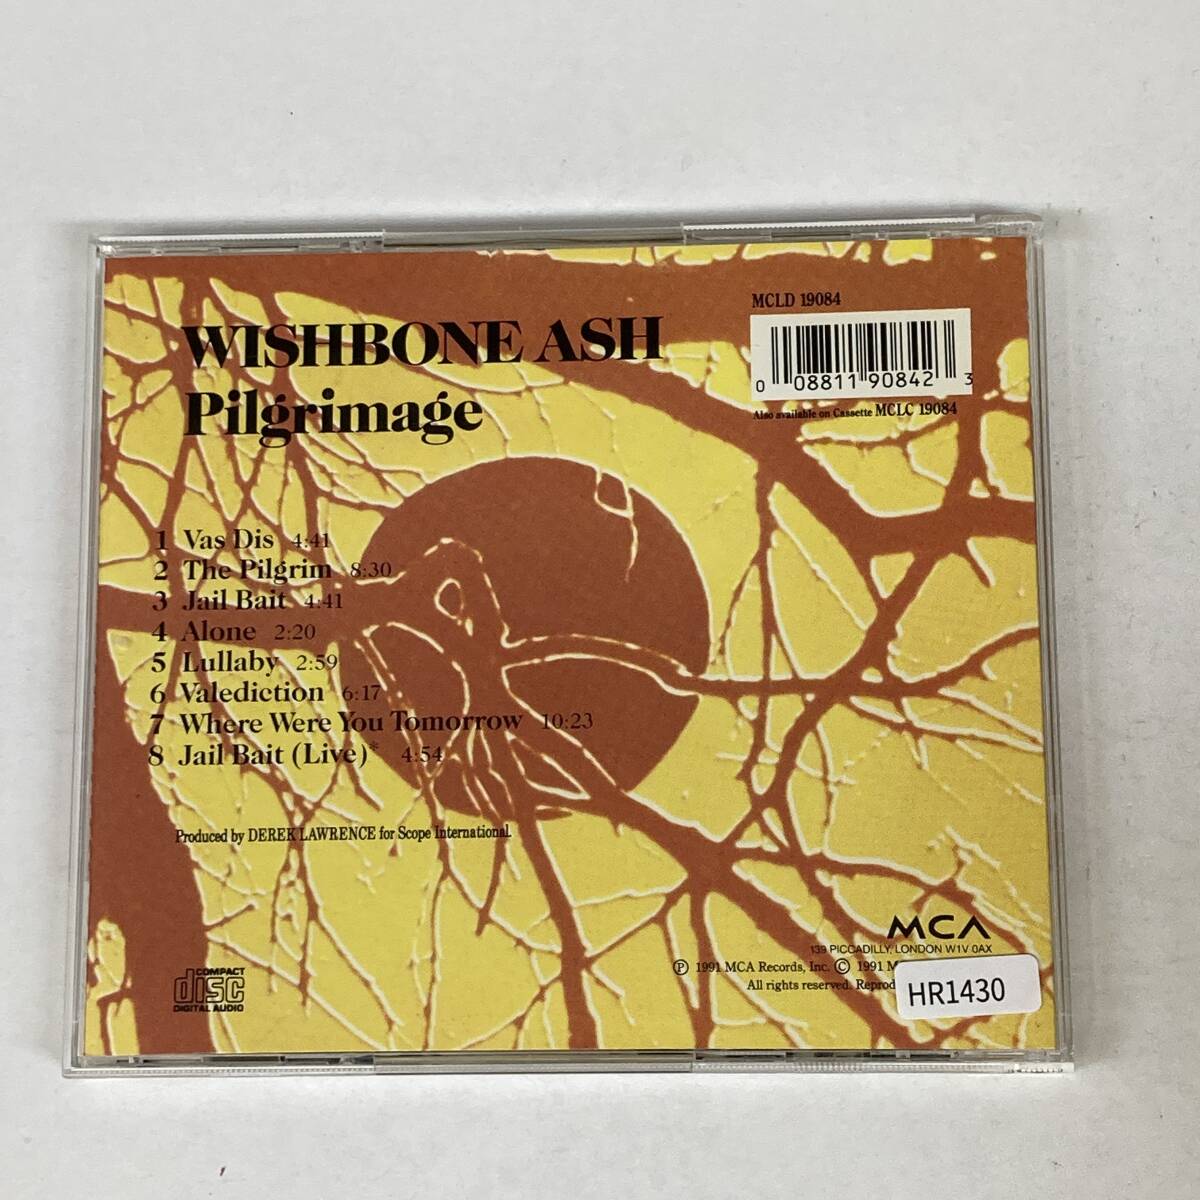 WISHBONE ASH
Pilgrimage
MCLD 19084
0 08811 90842 3
Also available on Cassette MCLC 19084
1 Vas Dis 4:41
2 The Pilgrim 8:30
3 Jail Bait 4:41
4 Alone 2:20
5 Lullaby 2:59
6 Valediction 6:17
7 Where Were You Tomorrow 10:23
8 Jail Bait (Live)* 4:54
Produced by DEREK LAWRENCE for Scope International.
MCA
139 PICCADILLY, LONDON W1V 0AX
℗ 1991 MCA Records, Inc. © 1991
All rights reserved.
HR1430
COMPACT
disc
DIGITAL AUDIO